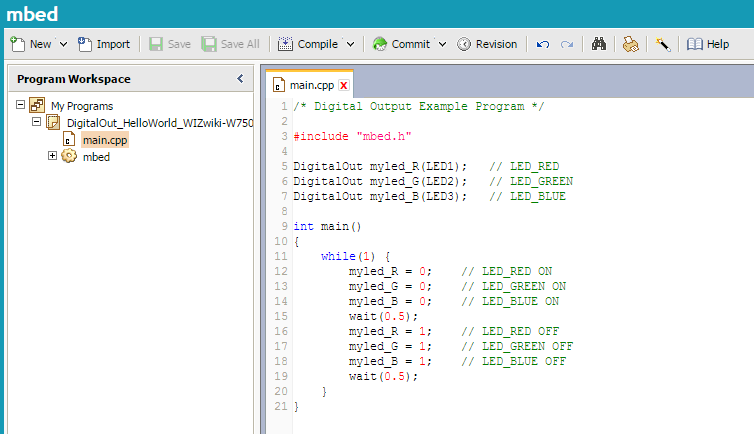 mbed
New Import Save Save All Compile Commit Revision Help
Program Workspace <
My Programs
DigitalOut_HelloWorld_WIZwiki-W750
main.cpp
mbed
main.cpp
1 /* Digital Output Example Program */
2
3 #include "mbed.h"
4
5 DigitalOut myled_R(LED1);   // LED_RED
6 DigitalOut myled_G(LED2);   // LED_GREEN
7 DigitalOut myled_B(LED3);   // LED_BLUE
8
9 int main()
10 {
11     while(1) {
12         myled_R = 0;    // LED_RED ON
13         myled_G = 0;    // LED_GREEN ON
14         myled_B = 0;    // LED_BLUE ON
15         wait(0.5);
16         myled_R = 1;    // LED_RED OFF
17         myled_G = 1;    // LED_GREEN OFF
18         myled_B = 1;    // LED_BLUE OFF
19         wait(0.5);
20     }
21 }